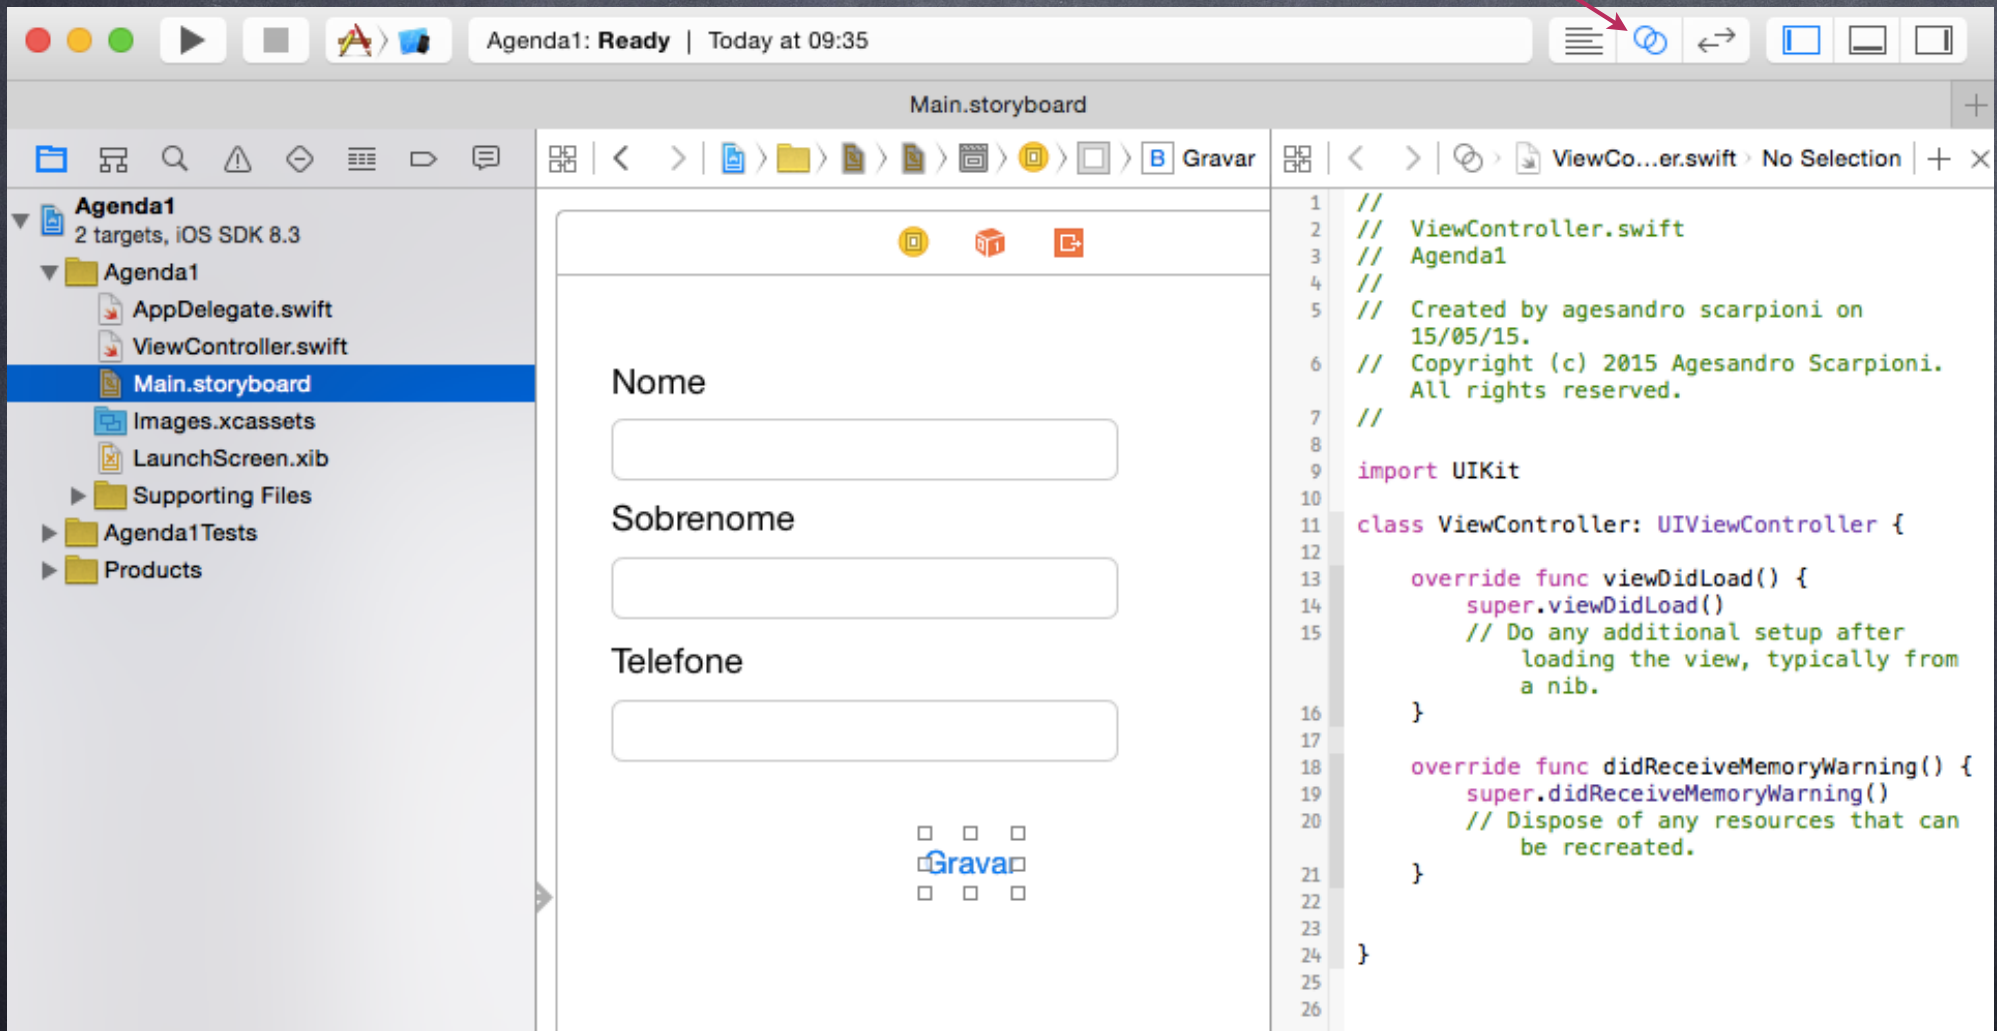 Agenda1: Ready | Today at 09:35
Main.storyboard
Agenda1
2 targets, iOS SDK 8.3
Agenda1
AppDelegate.swift
ViewController.swift
Main.storyboard
Images.xcassets
LaunchScreen.xib
Supporting Files
Agenda1Tests
Products
B Gravar
Nome
Sobrenome
Telefone
Gravar
ViewCo...er.swift No Selection
1 //
2 //  ViewController.swift
3 //  Agenda1
4 //
5 //  Created by agesandro scarpioni on
15/05/15.
6 //  Copyright (c) 2015 Agesandro Scarpioni.
All rights reserved.
7 //
8
9 import UIKit
10
11 class ViewController: UIViewController {
12
13     override func viewDidLoad() {
14         super.viewDidLoad()
15         // Do any additional setup after
loading the view, typically from
a nib.
16     }
17
18     override func didReceiveMemoryWarning() {
19         super.didReceiveMemoryWarning()
20         // Dispose of any resources that can
be recreated.
21     }
22
23
24 }
25
26